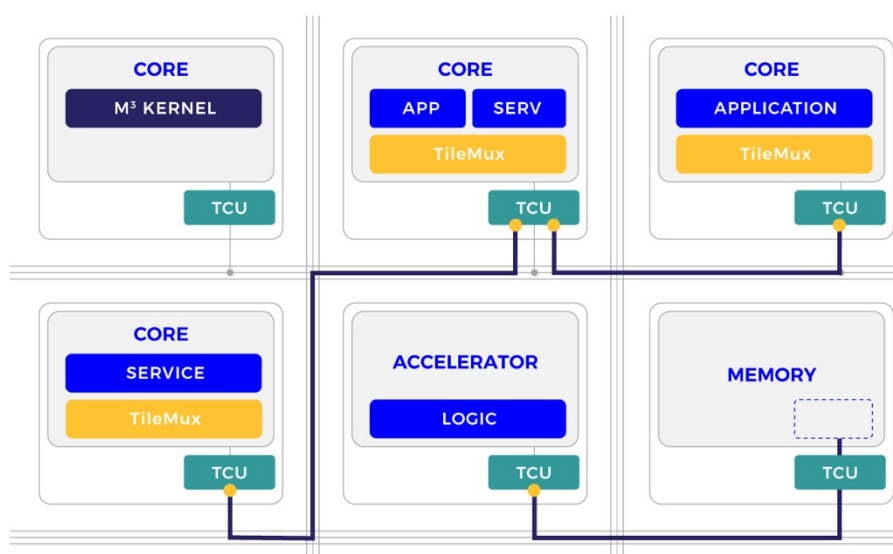 CORE
M³ KERNEL
TCU
CORE
APP SERV
TileMux
TCU
CORE
APPLICATION
TileMux
TCU
CORE
SERVICE
TileMux
TCU
ACCELERATOR
LOGIC
TCU
MEMORY
TCU